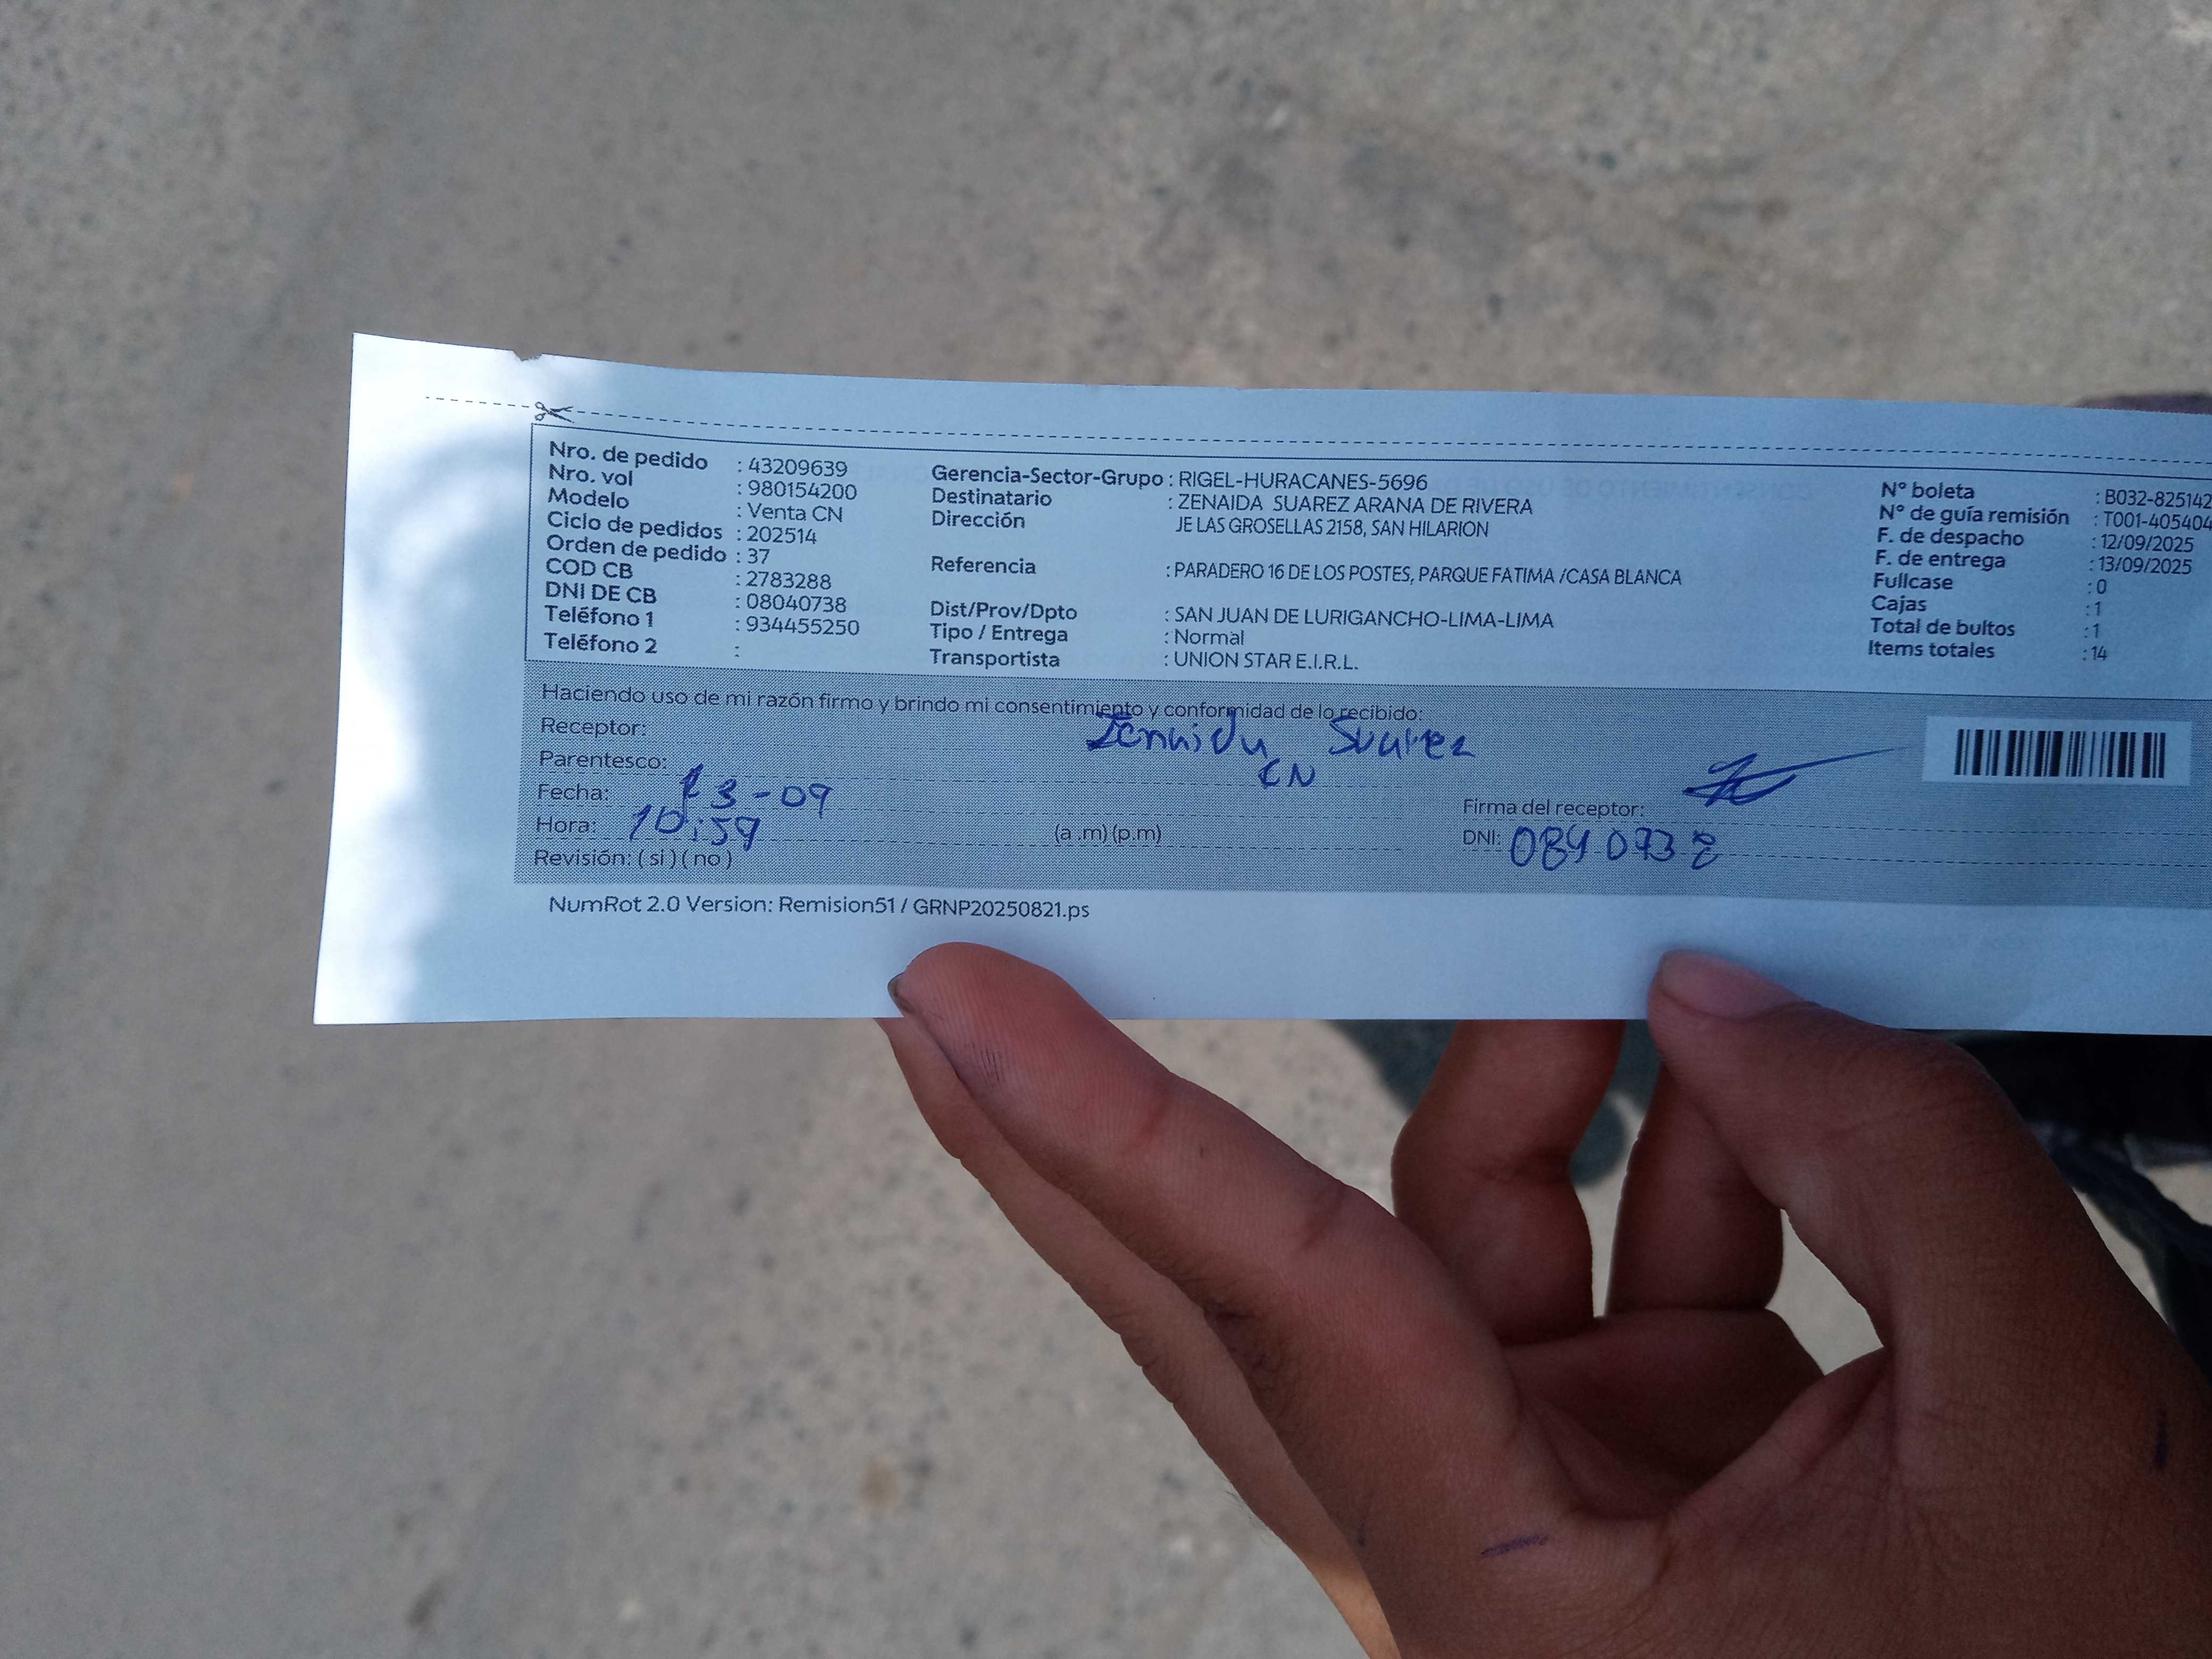 Nro. de pedido : 43209639
Nro. vol : 980154200
Modelo : Venta CN
Ciclo de pedidos : 202514
Orden de pedido : 37
COD CB : 2783288
DNI DE CB : 08040738
Teléfono 1 : 934455250
Teléfono 2 :
Gerencia-Sector-Grupo : RIGEL-HURACANES-5696
Destinatario : ZENAIDA SUAREZ ARANA DE RIVERA
Dirección JE LAS GROSELLAS 2158, SAN HILARION
Referencia : PARADERO 16 DE LOS POSTES, PARQUE FATIMA /CASA BLANCA
Dist/Prov/Dpto : SAN JUAN DE LURIGANCHO-LIMA-LIMA
Tipo / Entrega : Normal
Transportista : UNION STAR E.I.R.L.
N° boleta : B032-825142
N° de guía remisión : T001-405404
F. de despacho : 12/09/2025
F. de entrega : 13/09/2025
Fullcase : 0
Cajas : 1
Total de bultos : 1
Items totales : 14
Haciendo uso de mi razón firmo y brindo mi consentimiento y conformidad de lo recibido:
Receptor: Zenaida Suarez
Parentesco: CN
Fecha: 13-09
Hora: 10:59 (a .m) (p.m)
Revisión: ( si ) ( no )
Firma del receptor:
DNI: 0840738
NumRot 2.0 Version: Remision51 / GRNP20250821.ps